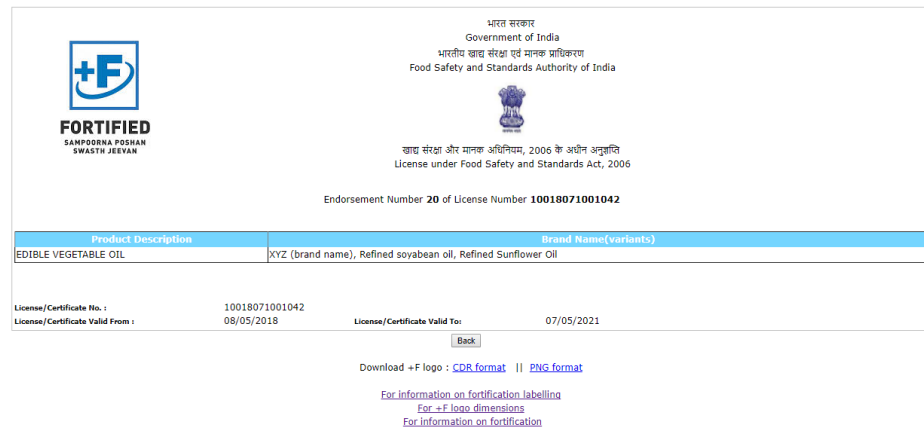 भारत सरकार
Government of India
भारतीय खाद्य संरक्षा एवं मानक प्राधिकरण
Food Safety and Standards Authority of India
+F
FORTIFIED
SAMPOORNA POSHAN
SWASTH JEEVAN
खाद्य संरक्षा और मानक अधिनियम, 2006 के अधीन अनुज्ञप्ति
License under Food Safety and Standards Act, 2006
Endorsement Number 20 of License Number 10018071001042
Product Description Brand Name(variants)
EDIBLE VEGETABLE OIL XYZ (brand name), Refined soyabean oil, Refined Sunflower Oil
License/Certificate No. : 10018071001042
License/Certificate Valid From : 08/05/2018 License/Certificate Valid To: 07/05/2021
Back
Download +F logo : CDR format || PNG format
For information on fortification labelling
For +F logo dimensions
For information on fortification